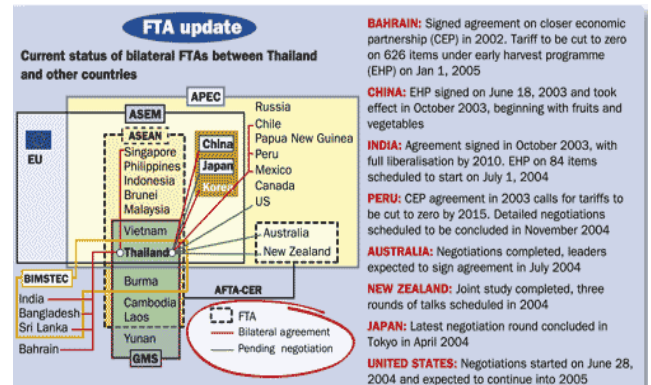 FTA update
Current status of bilateral FTAs between Thailand
and other countries
APEC
ASEM
ASEAN
EU
Singapore
Philippines
Indonesia
Brunei
Malaysia
Vietnam
Thailand
Burma
Cambodia
Laos
Yunan
GMS
China
Japan
Korea
Russia
Chile
Papua New Guinea
Peru
Mexico
Canada
US
Australia
New Zealand
BIMSTEC
India
Bangladesh
Sri Lanka
Bahrain
AFTA-CER
FTA
Bilateral agreement
Pending negotiation
BAHRAIN: Signed agreement on closer economic
partnership (CEP) in 2002. Tariff to be cut to zero
on 626 items under early harvest programme
(EHP) on Jan 1, 2005
CHINA: EHP signed on June 18, 2003 and took
effect in October 2003, beginning with fruits and
vegetables
INDIA: Agreement signed in October 2003, with
full liberalisation by 2010. EHP on 84 items
scheduled to start on July 1, 2004
PERU: CEP agreement in 2003 calls for tariffs to
be cut to zero by 2015. Detailed negotiations
scheduled to be concluded in November 2004
AUSTRALIA: Negotiations completed, leaders
expected to sign agreement in July 2004
NEW ZEALAND: Joint study completed, three
rounds of talks scheduled in 2004
JAPAN: Latest negotiation round concluded in
Tokyo in April 2004
UNITED STATES: Negotiations started on June 28,
2004 and expected to continue into 2005